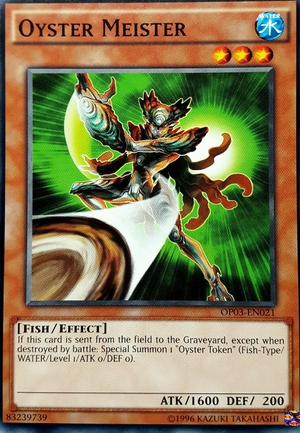 OYSTER MEISTER
WATER
水
OP03-EN021
[FISH/EFFECT]
If this card is sent from the field to the Graveyard, except
when destroyed by battle: Special Summon 1 "Oyster Token" (Fish-Type/
WATER/Level 1/ATK 0/DEF 0).
ATK/1600 DEF/ 200
83239739
©1996 KAZUKI TAKAHASHI